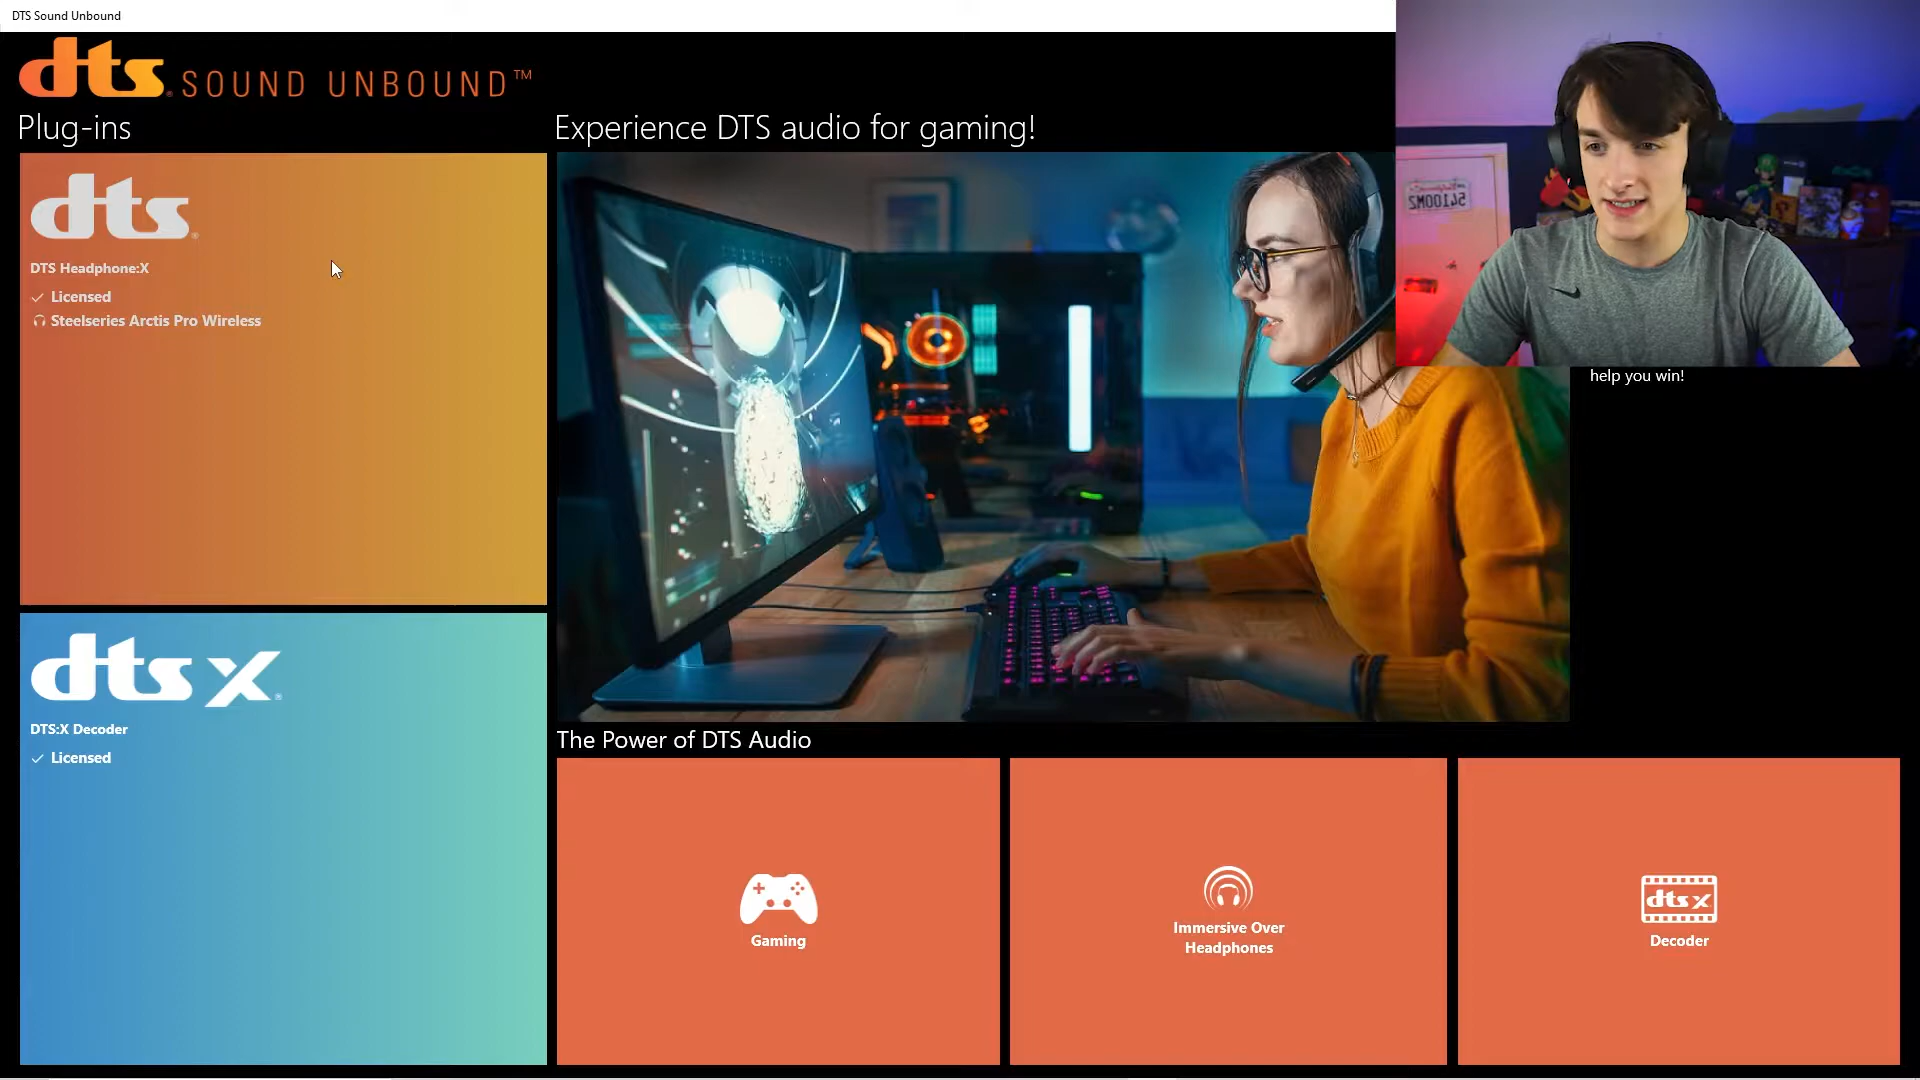 DTS Sound Unbound
dts SOUND UNBOUND™
Plug-ins
Experience DTS audio for gaming!
dts
DTS Headphone:X
Licensed
Steelseries Arctis Pro Wireless
help you win!
dts x
DTS:X Decoder
Licensed
The Power of DTS Audio
Gaming
Immersive Over
Headphones
dts x
Decoder